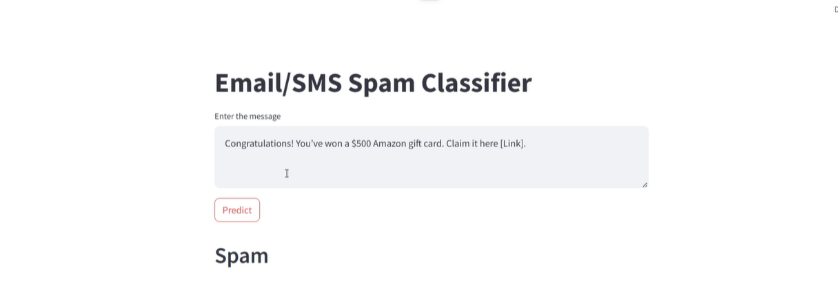 Email/SMS Spam Classifier
Enter the message
Congratulations! You've won a $500 Amazon gift card. Claim it here [Link].
Predict
Spam